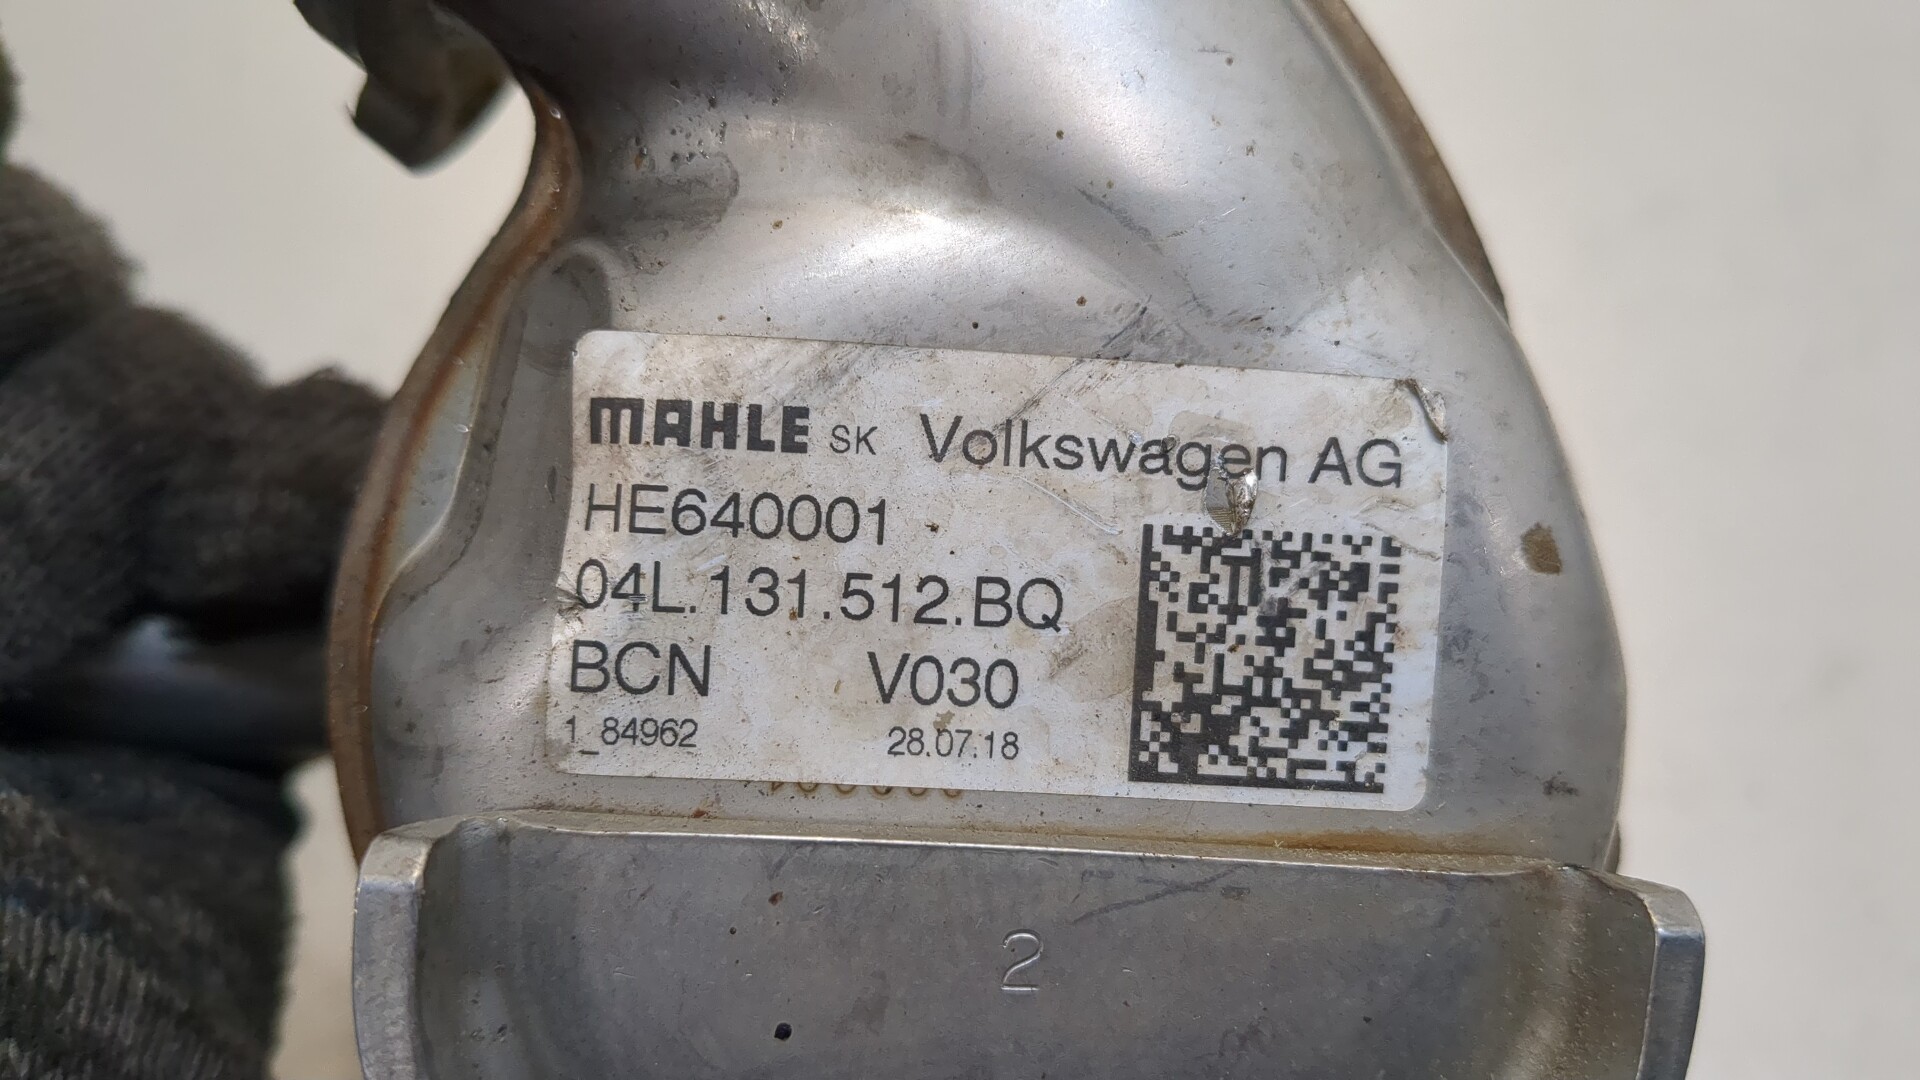 MAHLE SK Volkswagen AG
HE640001
04L.131.512.BQ
BCN V030
1_84962 28.07.18
2